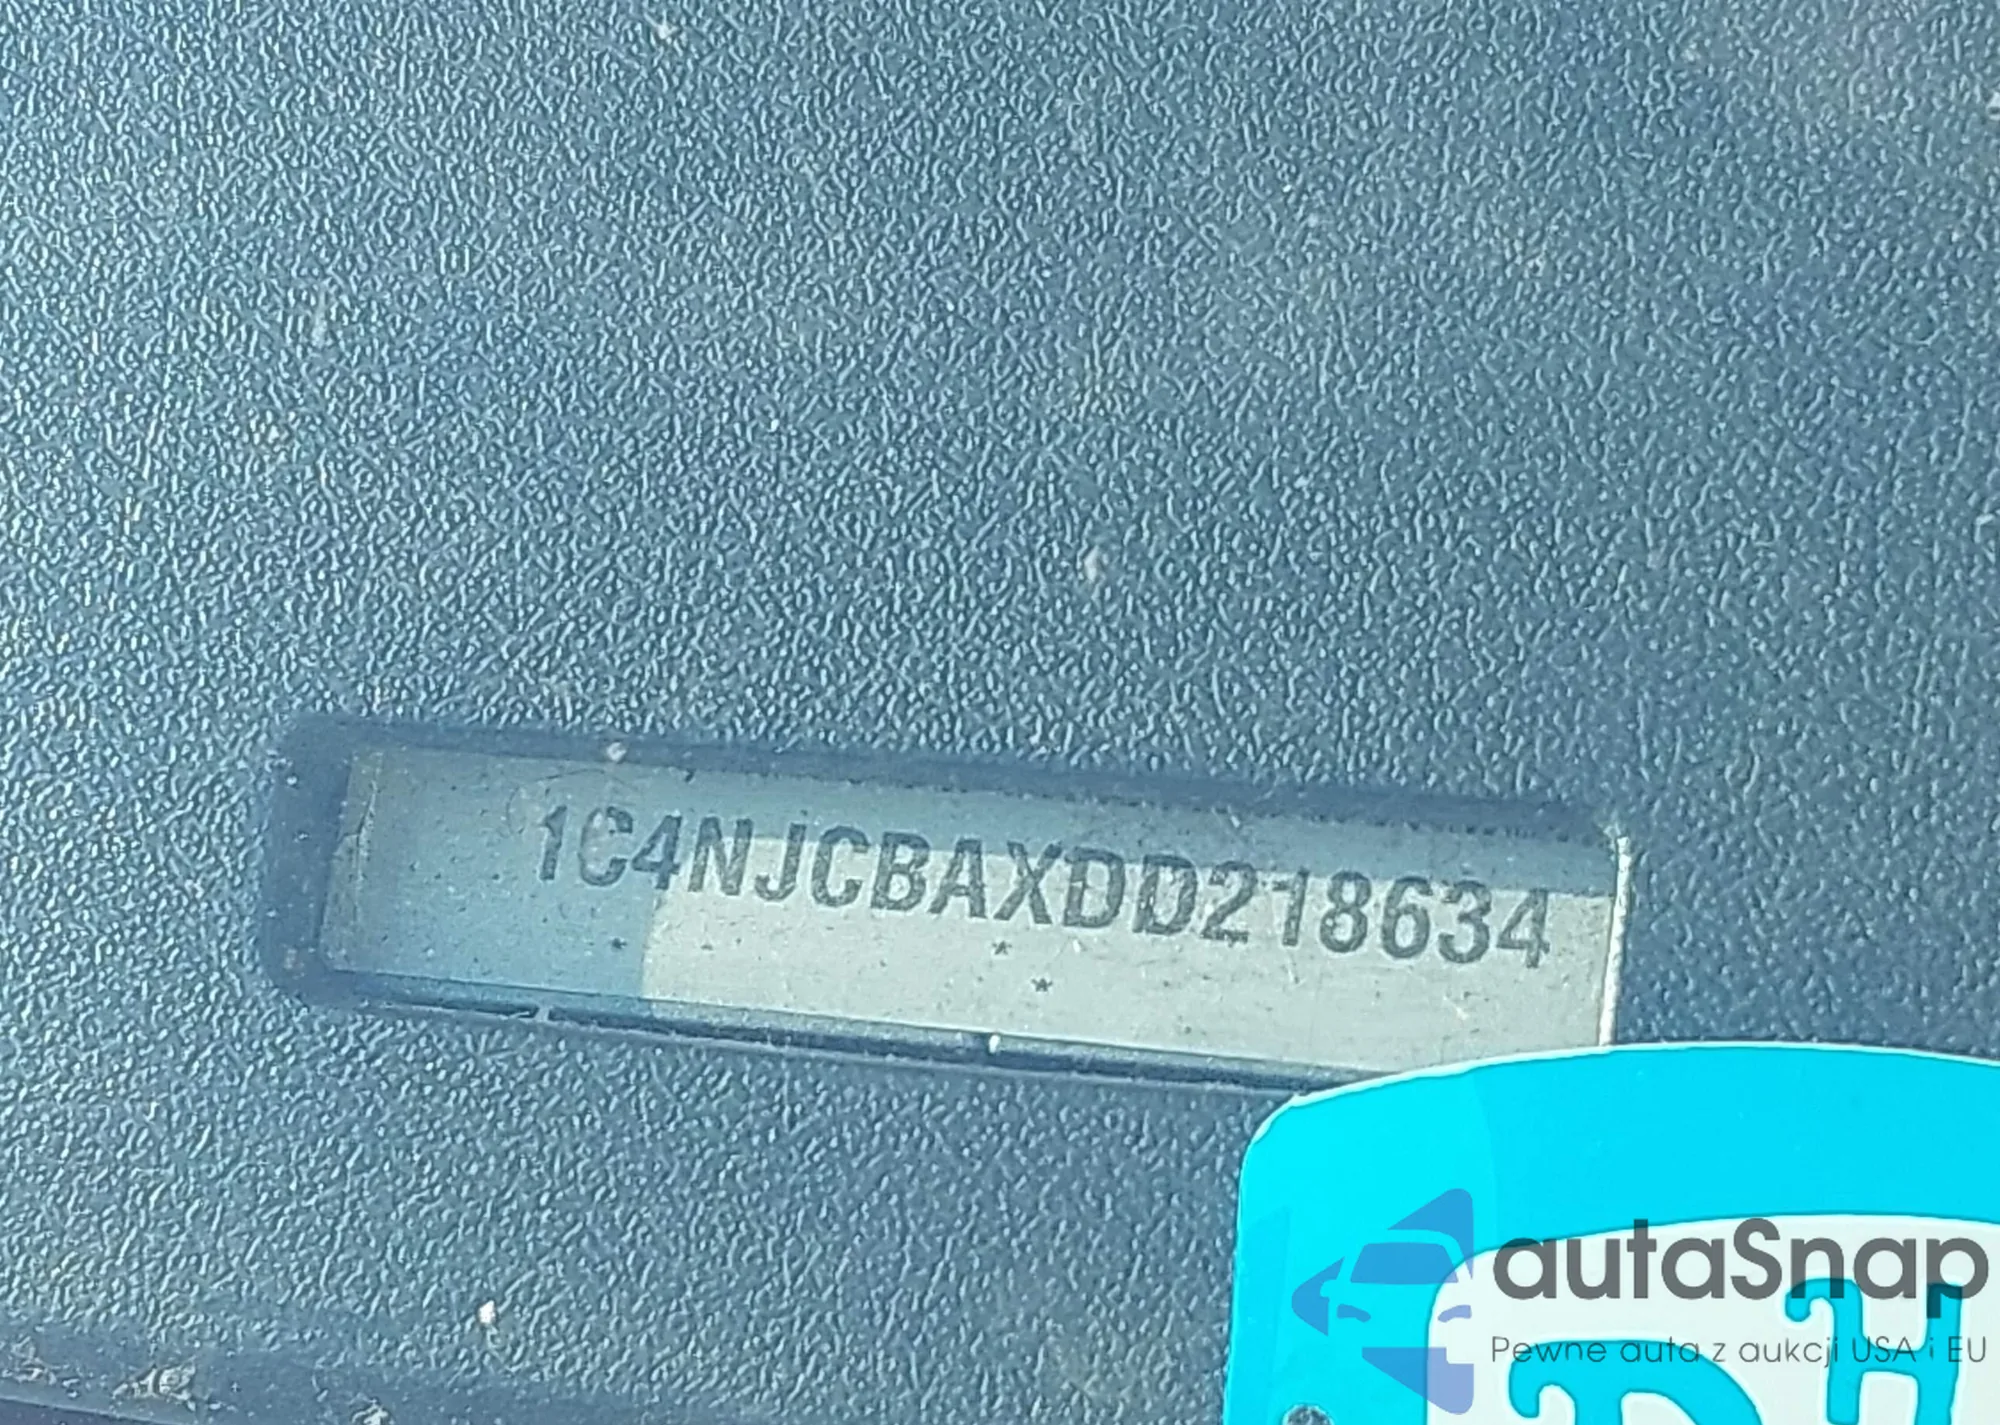 1C4NJCBAXDD218634
* * * *
autaSnap
Pewne auta z aukcji USA i EU
H